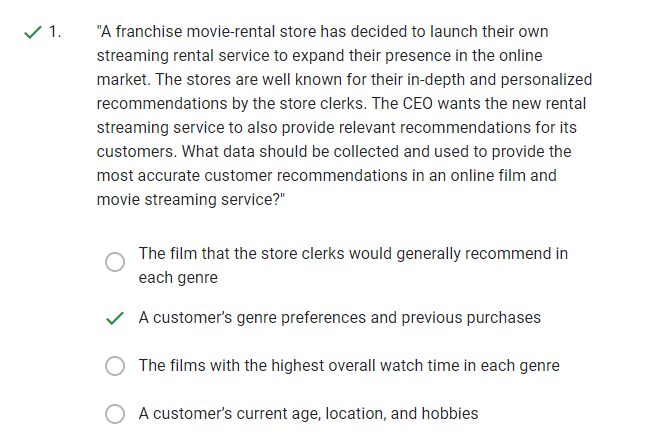 1. "A franchise movie-rental store has decided to launch their own
streaming rental service to expand their presence in the online
market. The stores are well known for their in-depth and personalized
recommendations by the store clerks. The CEO wants the new rental
streaming service to also provide relevant recommendations for its
customers. What data should be collected and used to provide the
most accurate customer recommendations in an online film and
movie streaming service?"
The film that the store clerks would generally recommend in
each genre
A customer's genre preferences and previous purchases
The films with the highest overall watch time in each genre
A customer's current age, location, and hobbies